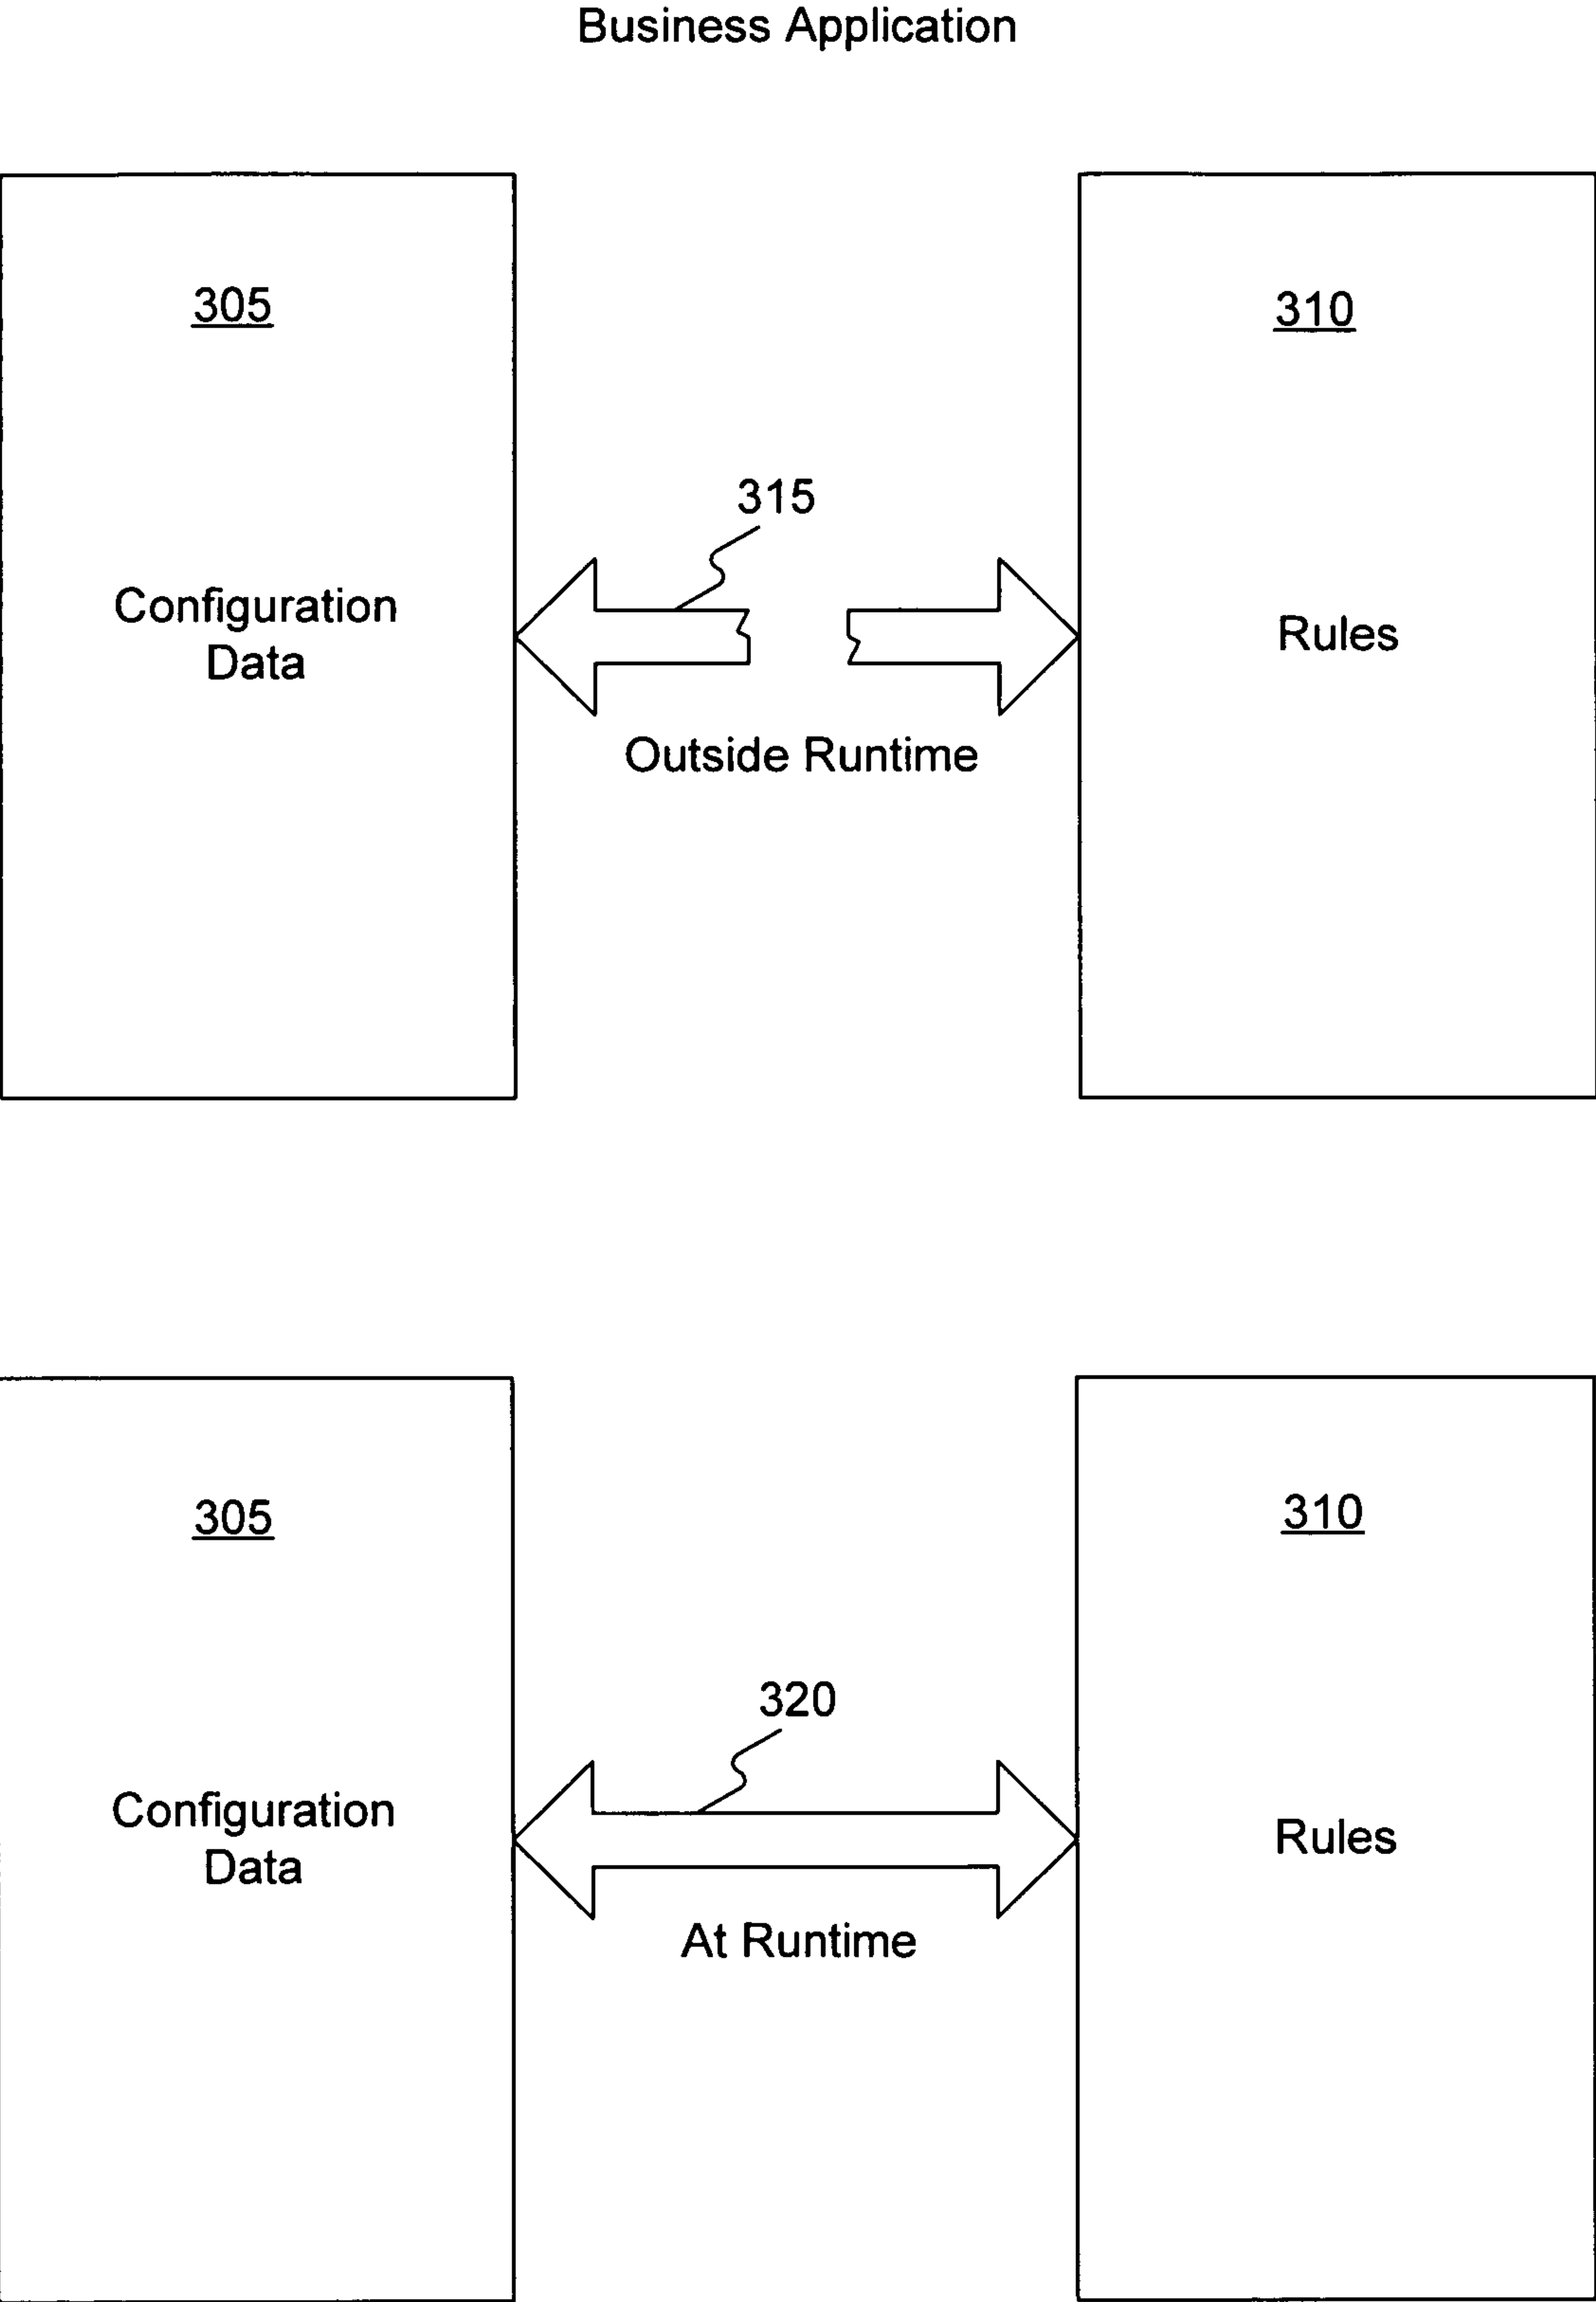 Business Application
305
310
315
Configuration
Data
Rules
Outside Runtime
305
310
320
Configuration
Data
Rules
At Runtime